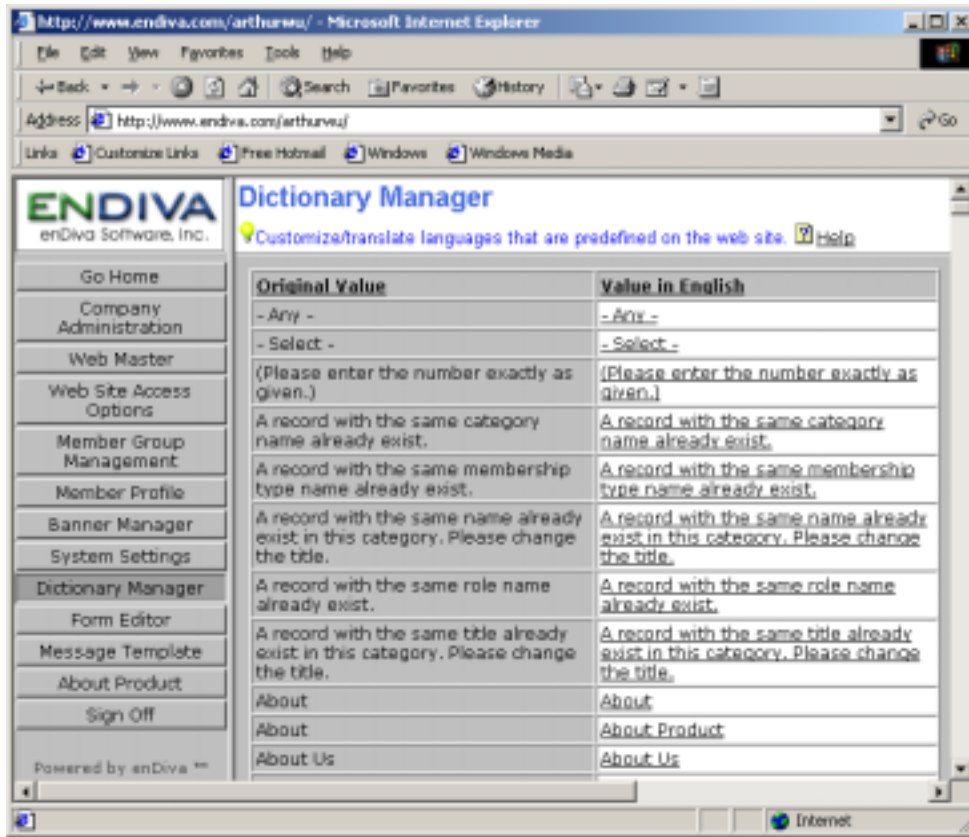 http://www.endiva.com/arthurwu/ - Microsoft Internet Explorer
File Edit View Favorites Tools Help
Back Search Favorites History
Address http://www.endiva.com/arthurwu/ Go
Links Customize Links Free Hotmail Windows Windows Media
ENDIVA
enDiva Software, Inc.
Go Home
Company
Administration
Web Master
Web Site Access
Options
Member Group
Management
Member Profile
Banner Manager
System Settings
Dictionary Manager
Form Editor
Message Template
About Product
Sign Off
Powered by enDiva ™
Dictionary Manager
Customize/translate languages that are predefined on the web site. Help
Original Value Value in English
- Any - - Any -
- Select - - Select -
(Please enter the number exactly as (Please enter the number exactly as
given.) given.)
A record with the same category A record with the same category
name already exist. name already exist.
A record with the same membership A record with the same membership
type name already exist. type name already exist.
A record with the same name already A record with the same name already
exist in this category. Please change exist in this category. Please change
the title. the title.
A record with the same role name A record with the same role name
already exist. already exist.
A record with the same title already A record with the same title already
exist in this category. Please change exist in this category. Please change
the title. the title.
About About
About About Product
About Us About Us
Internet